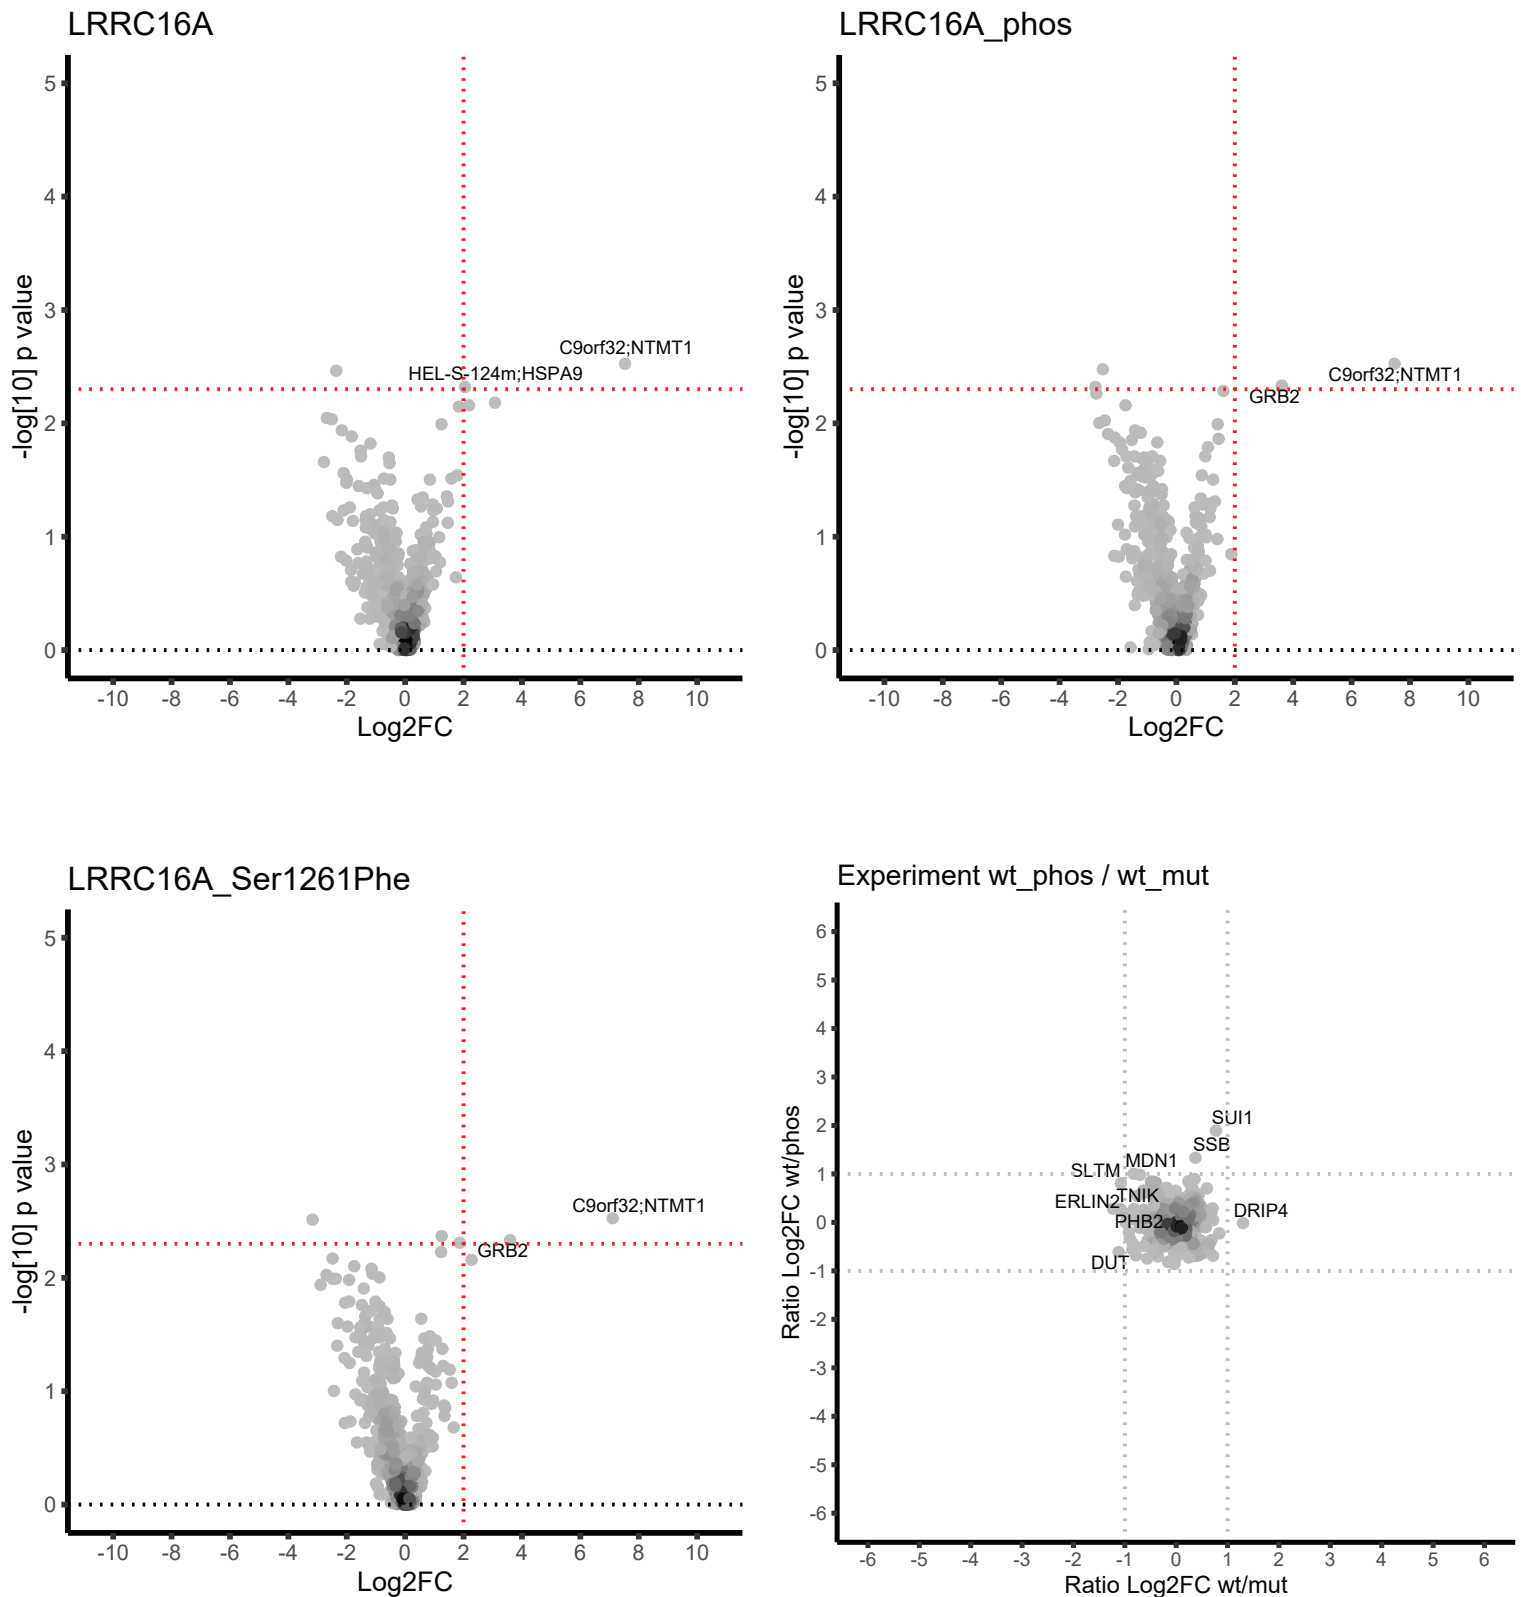 LRRC16A
5
4
3
2
1
0
-log[10] p value
C9orf32;NTMT1
HEL-S-124m;HSPA9
-10 -8 -6 -4 -2 0 2 4 6 8 10
Log2FC
LRRC16A_phos
5
4
3
2
1
0
-log[10] p value
C9orf32;NTMT1
GRB2
-10 -8 -6 -4 -2 0 2 4 6 8 10
Log2FC
LRRC16A_Ser1261Phe
5
4
3
2
1
0
-log[10] p value
C9orf32;NTMT1
GRB2
-10 -8 -6 -4 -2 0 2 4 6 8 10
Log2FC
Experiment wt_phos / wt_mut
6
5
4
3
2
1
0
-1
-2
-3
-4
-5
-6
Ratio Log2FC wt/phos
SUI1
SSB
MDN1
SLTM
TNIK
ERLIN2
DRIP4
PHB2
DUT
-6 -5 -4 -3 -2 -1 0 1 2 3 4 5 6
Ratio Log2FC wt/mut